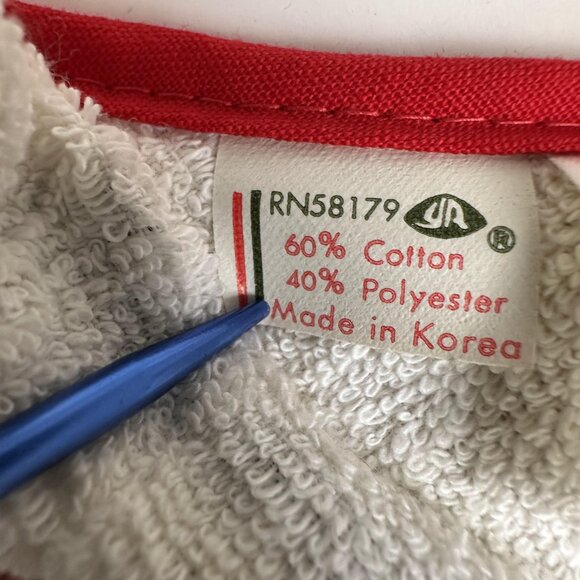 RN58179 ®
60% Cotton
40% Polyester
Made in Korea